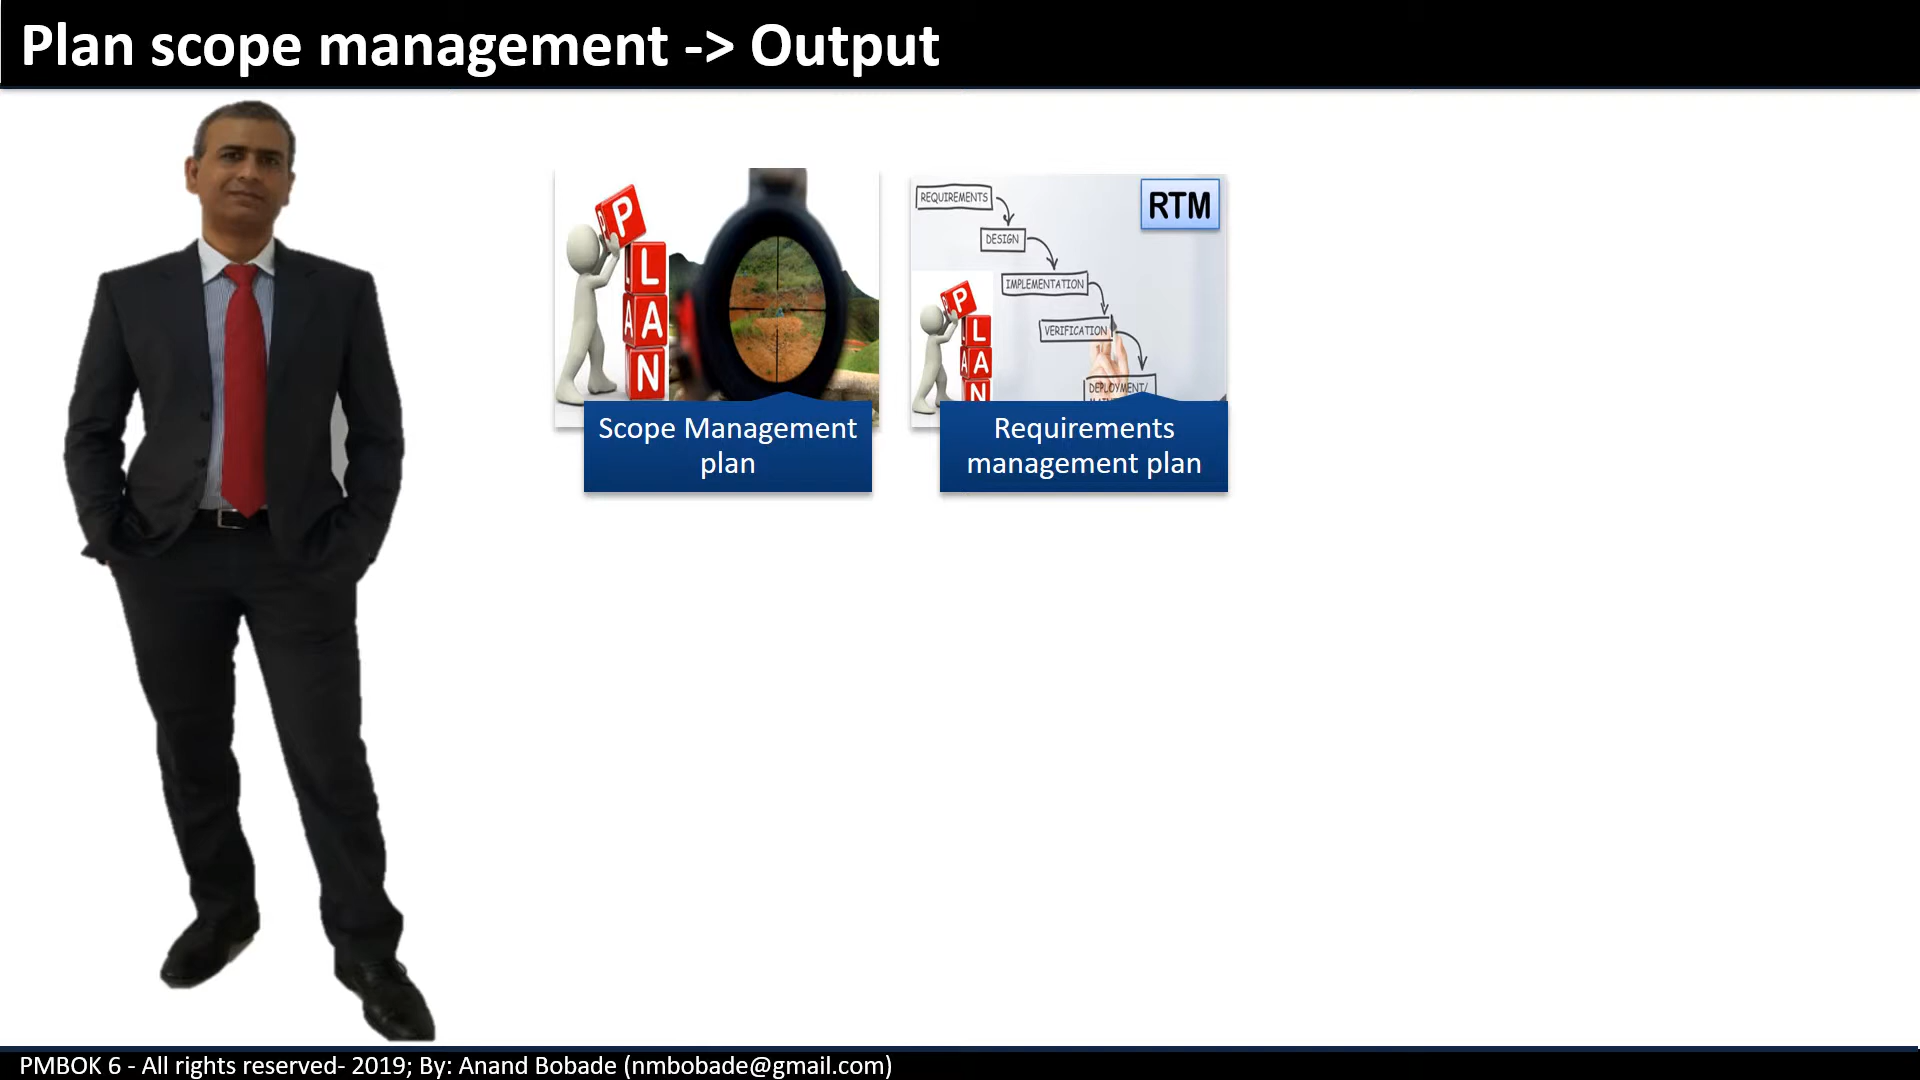 Plan scope management -> Output
P
L
A A
N
Scope Management
plan
RTM
REQUIREMENTS
DESIGN
IMPLEMENTATION
VERIFICATION
DEPLOYMENT/
P
L
A A
N
Requirements
management plan
PMBOK 6 - All rights reserved- 2019; By: Anand Bobade (nmbobade@gmail.com)